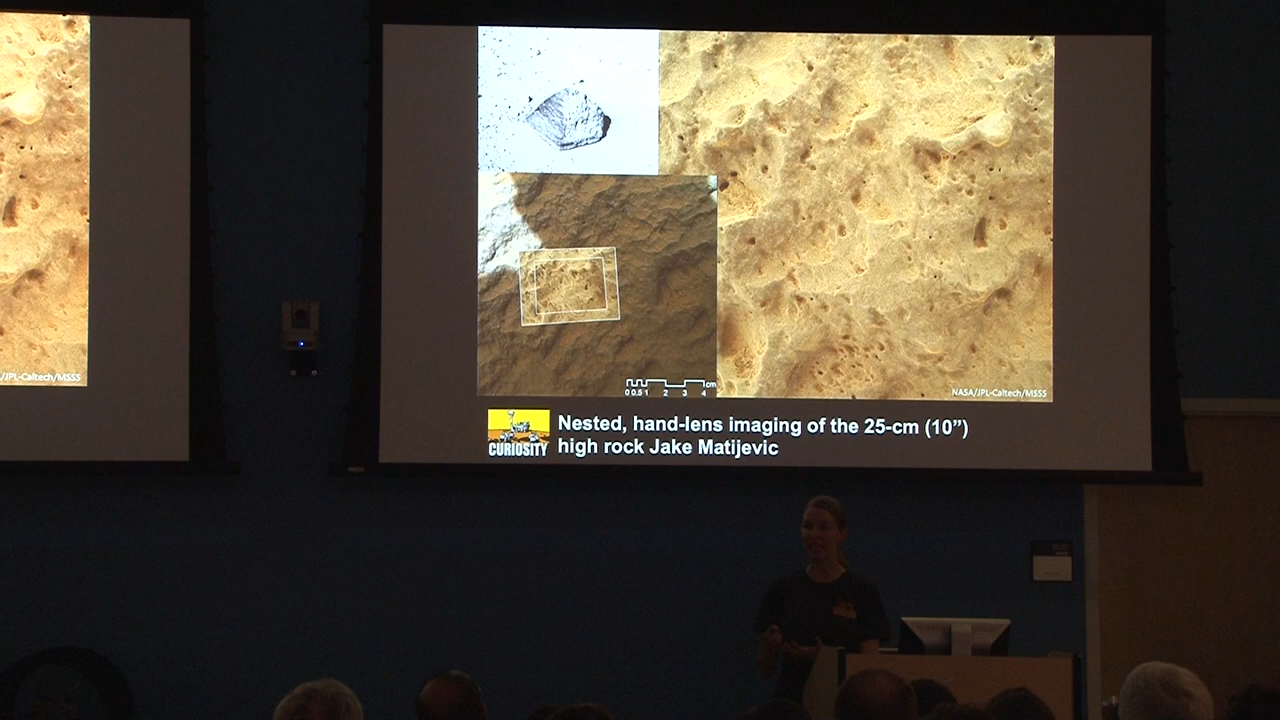 /JPL-Caltech/MSSS
cm
0 0.5 1 2 3 4
NASA/JPL-Caltech/MSSS
CURIOSITY
Nested, hand-lens imaging of the 25-cm (10”)
high rock Jake Matijevic